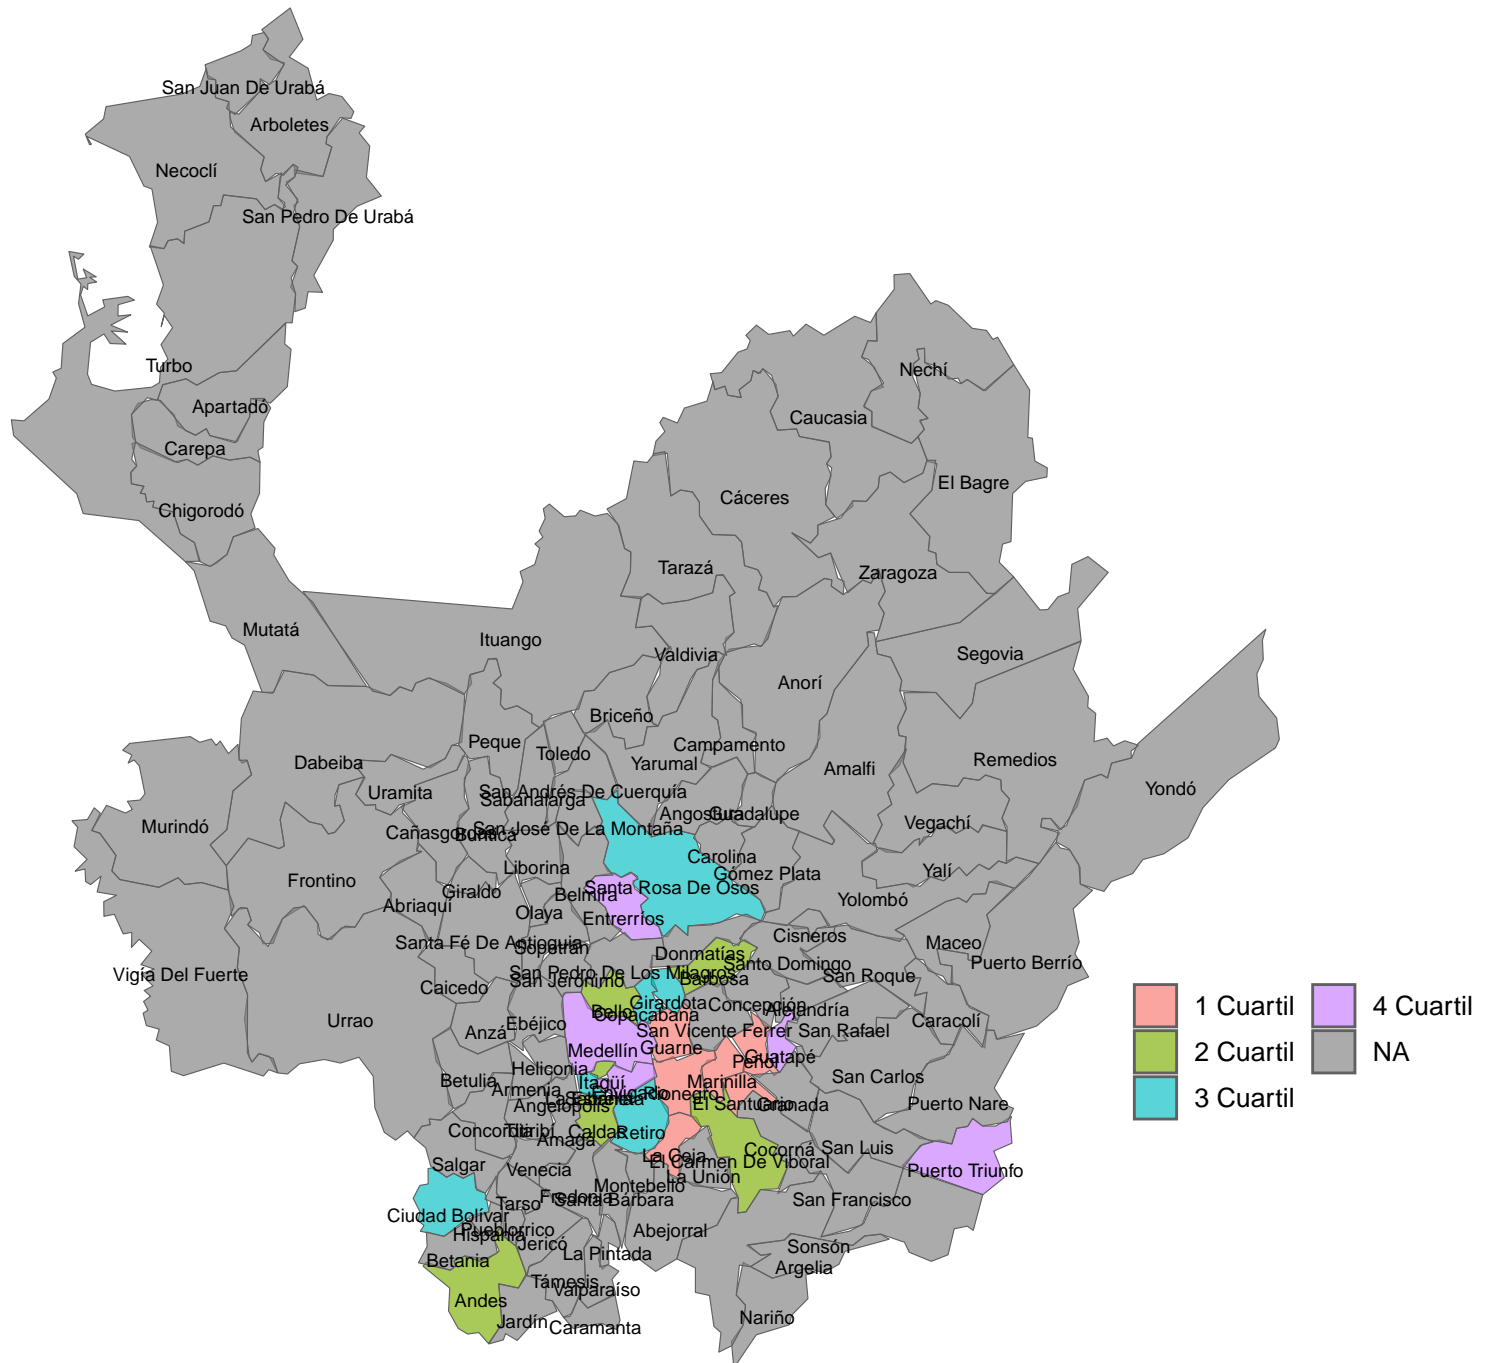 San Juan De Urabá
Arboletes
Necoclí
San Pedro De Urabá
Turbo
Apartadó
Carepa
Chigorodó
Mutatá
Nechí
Caucasia
El Bagre
Cáceres
Tarazá
Zaragoza
Ituango
Valdivia
Segovia
Anorí
Briceño
Peque
Toledo
Campamento
Dabeiba
Yarumal
Amalfi
Remedios
Yondó
Uramita
San Andrés De Cuerquía
Sabanalarga
Angostura
Guadalupe
Murindó
Cañasgordas
Buriticá
San José De La Montaña
Vegachí
Carolina
Liborina
Gómez Plata
Yalí
Frontino
Giraldo
Belmira
Santa Rosa De Osos
Abriaquí
Olaya
Entrerríos
Yolombó
Santa Fé De Antioquia
Sopetrán
Cisneros
Maceo
Donmatías
Santo Domingo
Puerto Berrío
Vigía Del Fuerte
San Pedro De Los Milagros
San Jerónimo
Barbosa
San Roque
Caicedo
Girardota
Concepción
Alejandría
Bello
Copacabana
Urrao
Anzá
Ebéjico
San Vicente Ferrer
San Rafael
Caracolí
Medellín
Guarne
Guatapé
Peñol
Heliconia
Betulia
Armenia
Itagüí
Marinilla
San Carlos
La Estrella
Sabaneta
Envigado
Rionegro
Angelópolis
El Santuario
Granada
Puerto Nare
Concordia
Titiribí
Amagá
Caldas
Retiro
Cocorná
San Luis
La Ceja
El Carmen De Viboral
Salgar
Venecia
La Unión
Puerto Triunfo
Montebello
Tarso
Fredonia
Santa Bárbara
San Francisco
Ciudad Bolívar
Pueblorrico
Hispania
Jericó
Abejorral
La Pintada
Sonsón
Betania
Argelia
Támesis
Valparaíso
Andes
Jardín
Caramanta
Nariño
1 Cuartil
2 Cuartil
3 Cuartil
4 Cuartil
NA